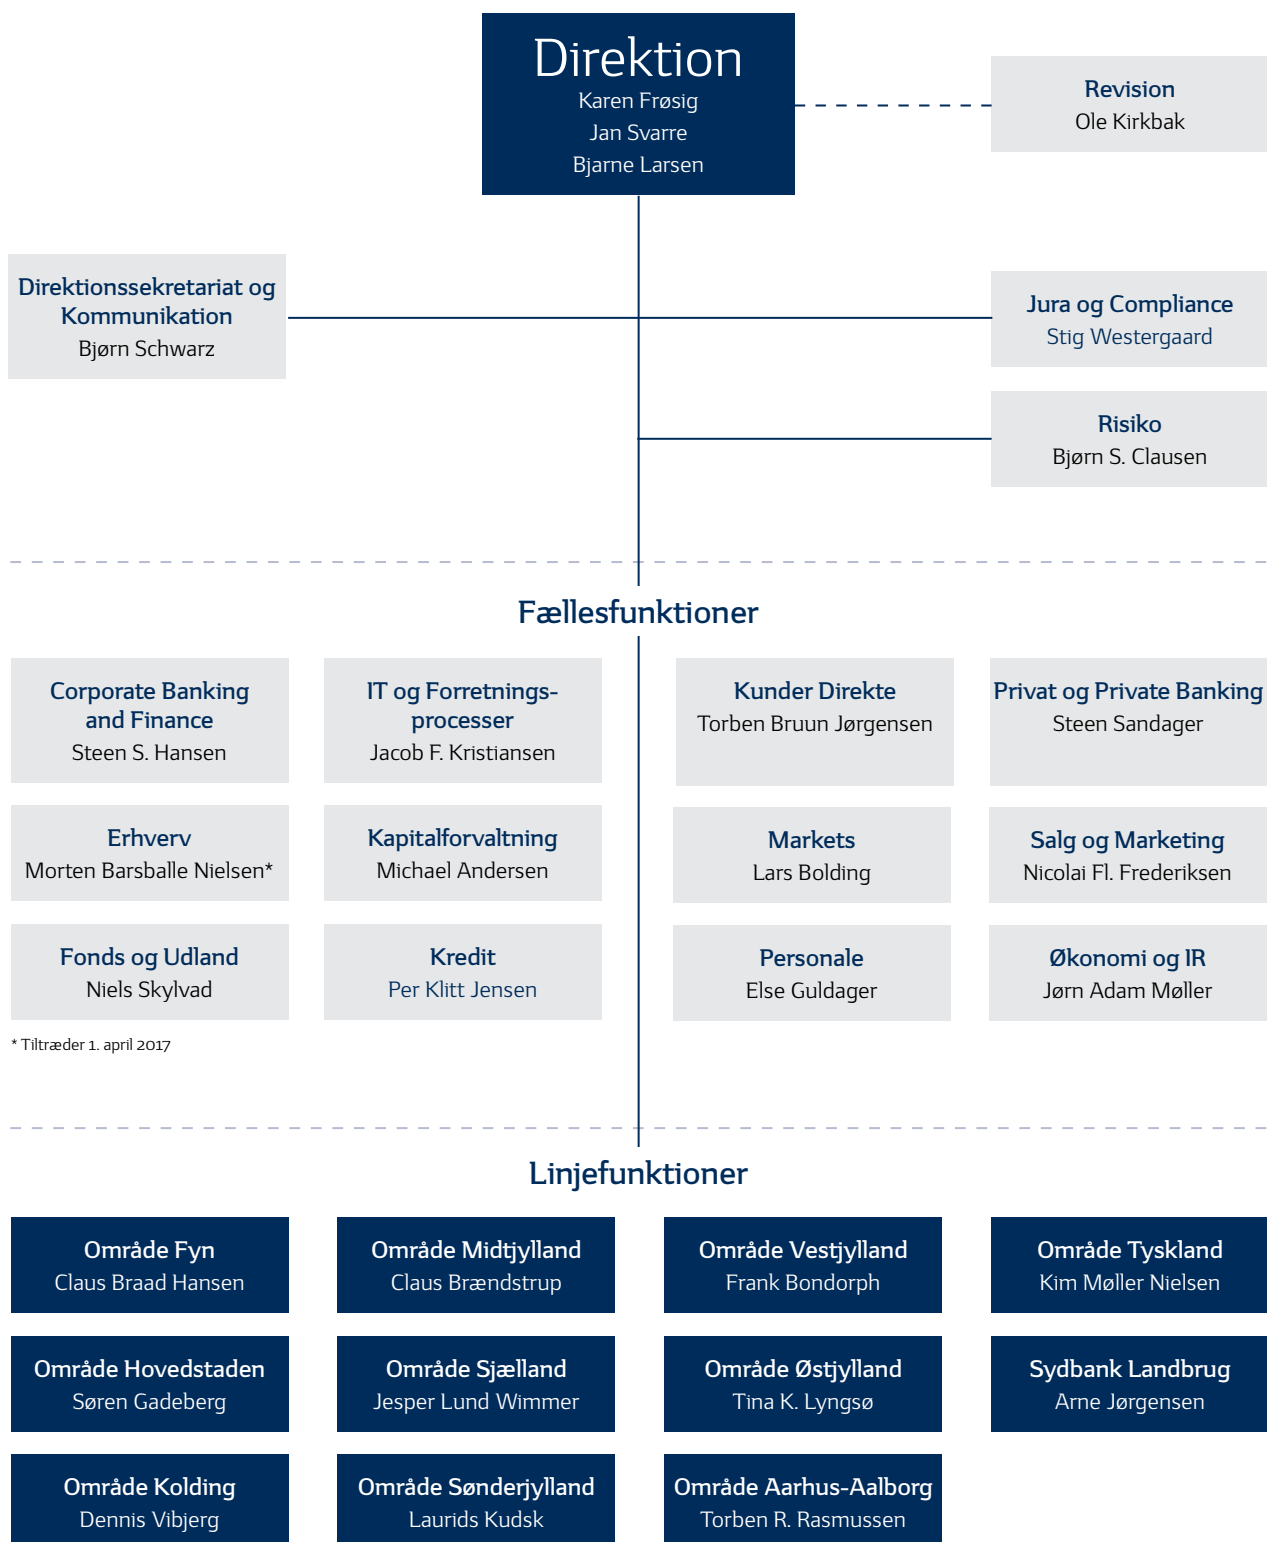 Direktion
Karen Frøsig
Jan Svarre
Bjarne Larsen
Revision
Ole Kirkbak
Direktionssekretariat og
Kommunikation
Bjørn Schwarz
Jura og Compliance
Stig Westergaard
Risiko
Bjørn S. Clausen
Fællesfunktioner
Corporate Banking
and Finance
Steen S. Hansen
IT og Forretnings-
processer
Jacob F. Kristiansen
Kunder Direkte
Torben Bruun Jørgensen
Privat og Private Banking
Steen Sandager
Erhverv
Morten Barsballe Nielsen*
Kapitalforvaltning
Michael Andersen
Markets
Lars Bolding
Salg og Marketing
Nicolai Fl. Frederiksen
Fonds og Udland
Niels Skylvad
Kredit
Per Klitt Jensen
Personale
Else Guldager
Økonomi og IR
Jørn Adam Møller
* Tiltræder 1. april 2017
Linjefunktioner
Område Fyn
Claus Braad Hansen
Område Midtjylland
Claus Brændstrup
Område Vestjylland
Frank Bondorph
Område Tyskland
Kim Møller Nielsen
Område Hovedstaden
Søren Gadeberg
Område Sjælland
Jesper Lund Wimmer
Område Østjylland
Tina K. Lyngsø
Sydbank Landbrug
Arne Jørgensen
Område Kolding
Dennis Vibjerg
Område Sønderjylland
Laurids Kudsk
Område Aarhus-Aalborg
Torben R. Rasmussen